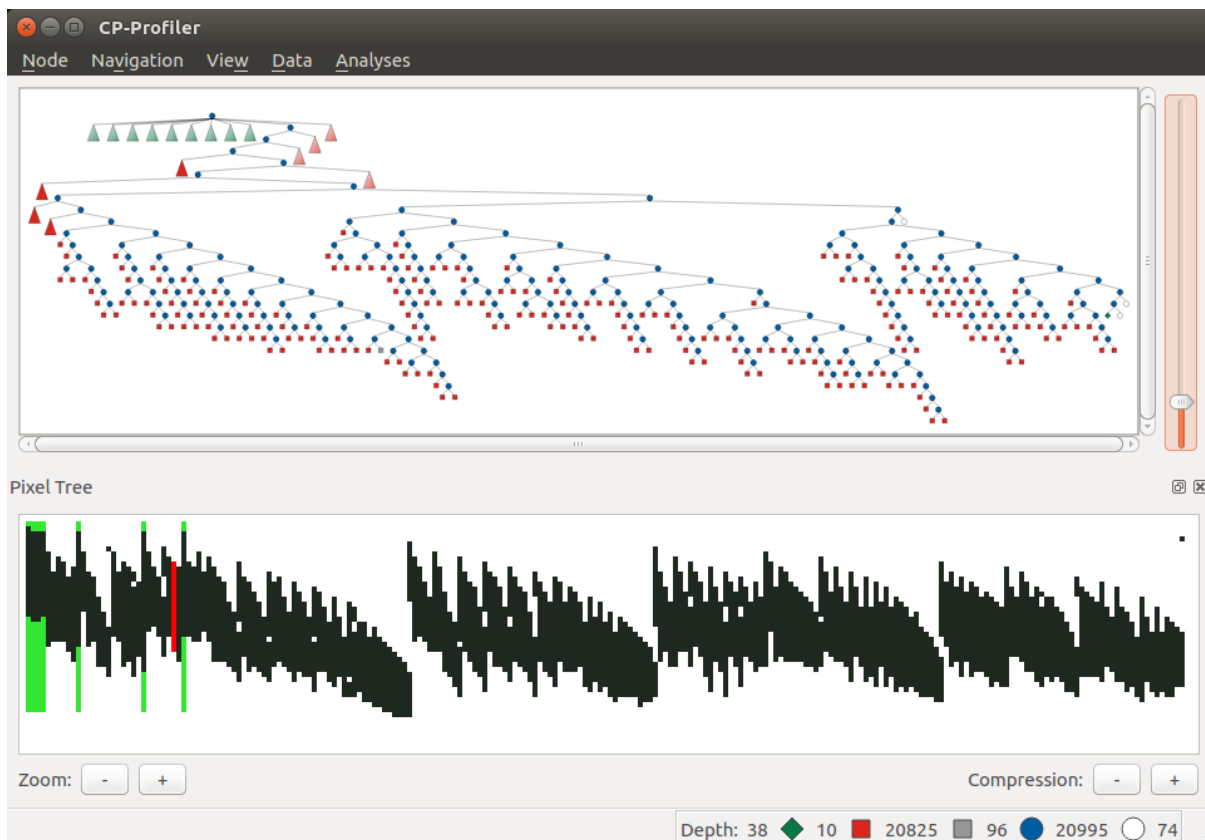 CP-Profiler
Node Navigation View Data Analyses
Pixel Tree
Zoom: - + Compression: - +
Depth: 38 10 20825 96 20995 74